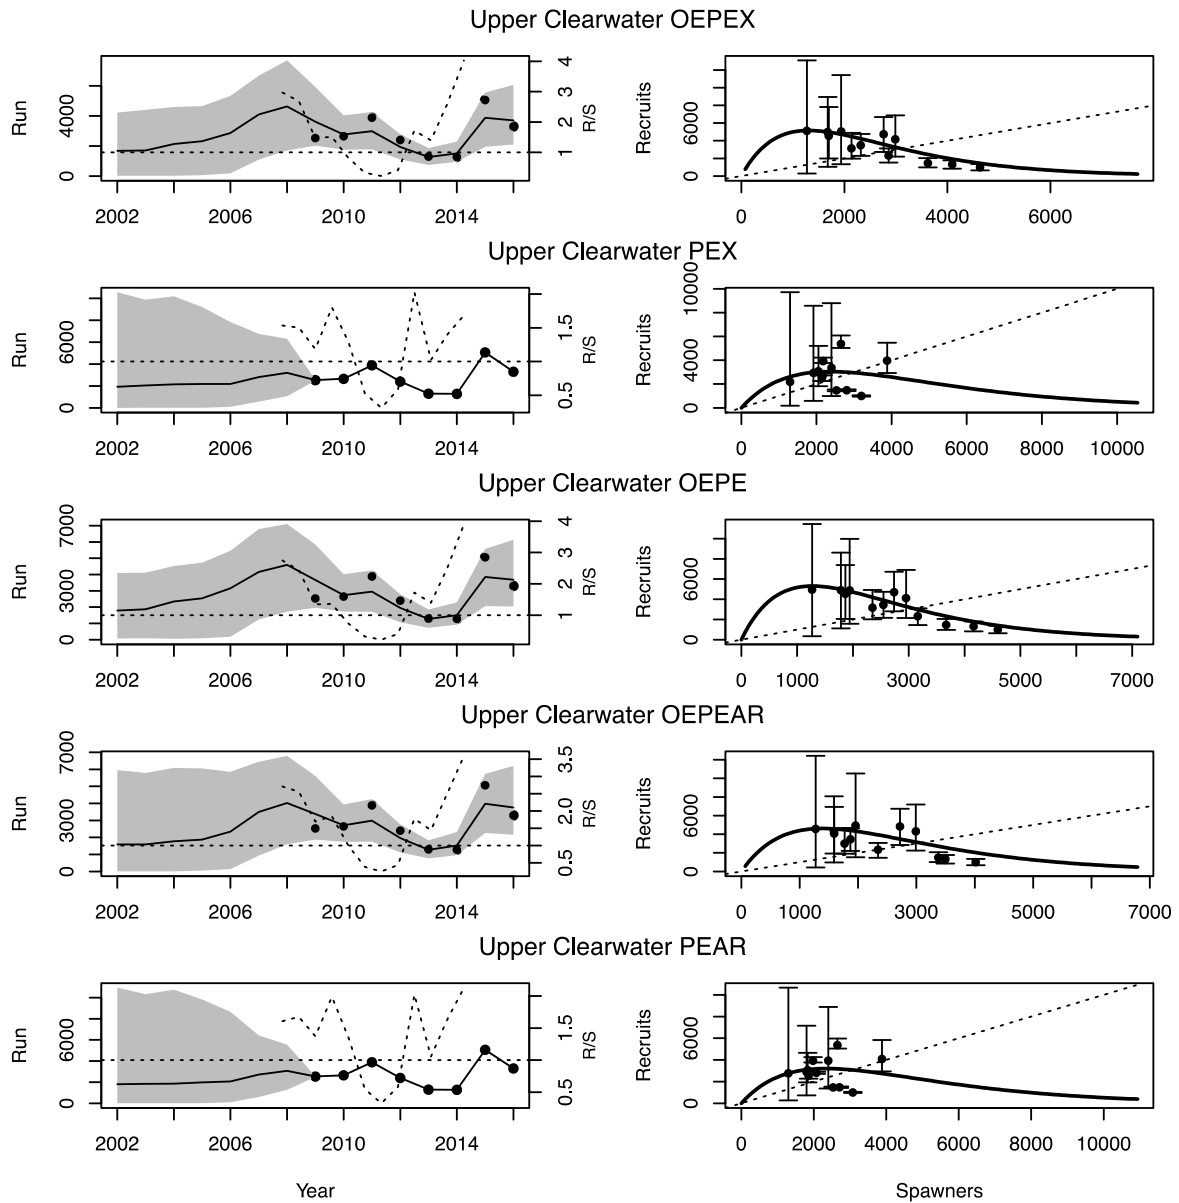 Upper Clearwater OEPEX
Run
0 4000
2002 2006 2010 2014
1 2 3 4
R/S
Recruits
0 6000
0 2000 4000 6000
Upper Clearwater PEX
Run
0 6000
2002 2006 2010 2014
0.5 1.5
R/S
Recruits
0 4000 10000
0 2000 4000 6000 8000 10000
Upper Clearwater OEPE
Run
0 3000 7000
2002 2006 2010 2014
1 2 3 4
R/S
Recruits
0 6000
0 1000 3000 5000 7000
Upper Clearwater OEPEAR
Run
0 3000 7000
2002 2006 2010 2014
0.5 2.0 3.5
R/S
Recruits
0 6000
0 1000 3000 5000 7000
Upper Clearwater PEAR
Run
0 6000
2002 2006 2010 2014
0.5 1.5
R/S
Recruits
0 6000
0 2000 4000 6000 8000 10000
Year
Spawners